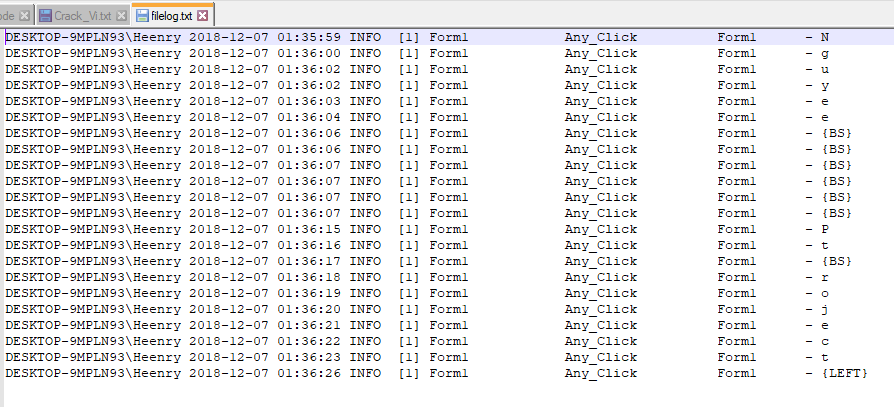 ode Crack_Vi.txt filelog.txt
DESKTOP-9MPLN93\Heenry 2018-12-07 01:35:59 INFO [1] Form1 Any_Click Form1 - N
DESKTOP-9MPLN93\Heenry 2018-12-07 01:36:00 INFO [1] Form1 Any_Click Form1 - g
DESKTOP-9MPLN93\Heenry 2018-12-07 01:36:02 INFO [1] Form1 Any_Click Form1 - u
DESKTOP-9MPLN93\Heenry 2018-12-07 01:36:02 INFO [1] Form1 Any_Click Form1 - y
DESKTOP-9MPLN93\Heenry 2018-12-07 01:36:03 INFO [1] Form1 Any_Click Form1 - e
DESKTOP-9MPLN93\Heenry 2018-12-07 01:36:04 INFO [1] Form1 Any_Click Form1 - e
DESKTOP-9MPLN93\Heenry 2018-12-07 01:36:06 INFO [1] Form1 Any_Click Form1 - {BS}
DESKTOP-9MPLN93\Heenry 2018-12-07 01:36:06 INFO [1] Form1 Any_Click Form1 - {BS}
DESKTOP-9MPLN93\Heenry 2018-12-07 01:36:07 INFO [1] Form1 Any_Click Form1 - {BS}
DESKTOP-9MPLN93\Heenry 2018-12-07 01:36:07 INFO [1] Form1 Any_Click Form1 - {BS}
DESKTOP-9MPLN93\Heenry 2018-12-07 01:36:07 INFO [1] Form1 Any_Click Form1 - {BS}
DESKTOP-9MPLN93\Heenry 2018-12-07 01:36:07 INFO [1] Form1 Any_Click Form1 - {BS}
DESKTOP-9MPLN93\Heenry 2018-12-07 01:36:15 INFO [1] Form1 Any_Click Form1 - P
DESKTOP-9MPLN93\Heenry 2018-12-07 01:36:16 INFO [1] Form1 Any_Click Form1 - t
DESKTOP-9MPLN93\Heenry 2018-12-07 01:36:17 INFO [1] Form1 Any_Click Form1 - {BS}
DESKTOP-9MPLN93\Heenry 2018-12-07 01:36:18 INFO [1] Form1 Any_Click Form1 - r
DESKTOP-9MPLN93\Heenry 2018-12-07 01:36:19 INFO [1] Form1 Any_Click Form1 - o
DESKTOP-9MPLN93\Heenry 2018-12-07 01:36:20 INFO [1] Form1 Any_Click Form1 - j
DESKTOP-9MPLN93\Heenry 2018-12-07 01:36:21 INFO [1] Form1 Any_Click Form1 - e
DESKTOP-9MPLN93\Heenry 2018-12-07 01:36:22 INFO [1] Form1 Any_Click Form1 - c
DESKTOP-9MPLN93\Heenry 2018-12-07 01:36:23 INFO [1] Form1 Any_Click Form1 - t
DESKTOP-9MPLN93\Heenry 2018-12-07 01:36:26 INFO [1] Form1 Any_Click Form1 - {LEFT}